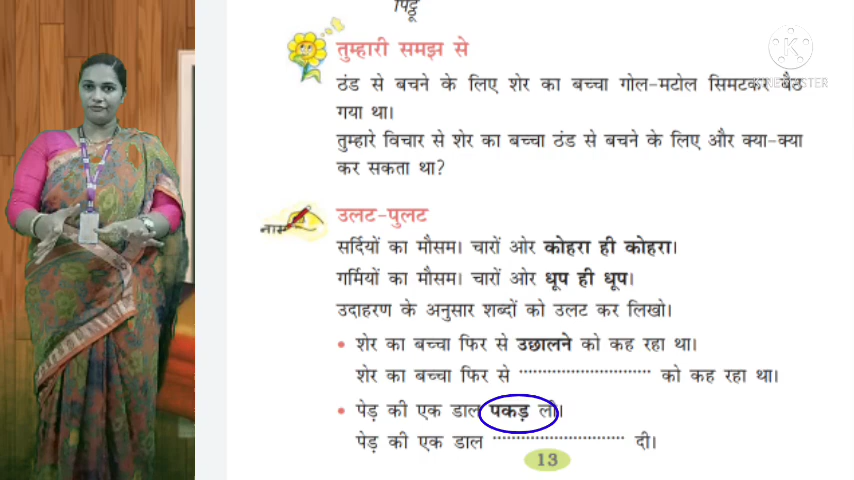 पिट्ठू
तुम्हारी समझ से
ठंड से बचने के लिए शेर का बच्चा गोल-मटोल सिमटकर बैठ
गया था।
तुम्हारे विचार से शेर का बच्चा ठंड से बचने के लिए और क्या-क्या
कर सकता था?
उलट-पुलट
सर्दियों का मौसम। चारों ओर कोहरा ही कोहरा।
गर्मियों का मौसम। चारों ओर धूप ही धूप।
उदाहरण के अनुसार शब्दों को उलट कर लिखो।
• शेर का बच्चा फिर से उछालने को कह रहा था।
शेर का बच्चा फिर से ................................ को कह रहा था।
• पेड़ की एक डाल पकड़ ली।
पेड़ की एक डाल ................................ दी।
13